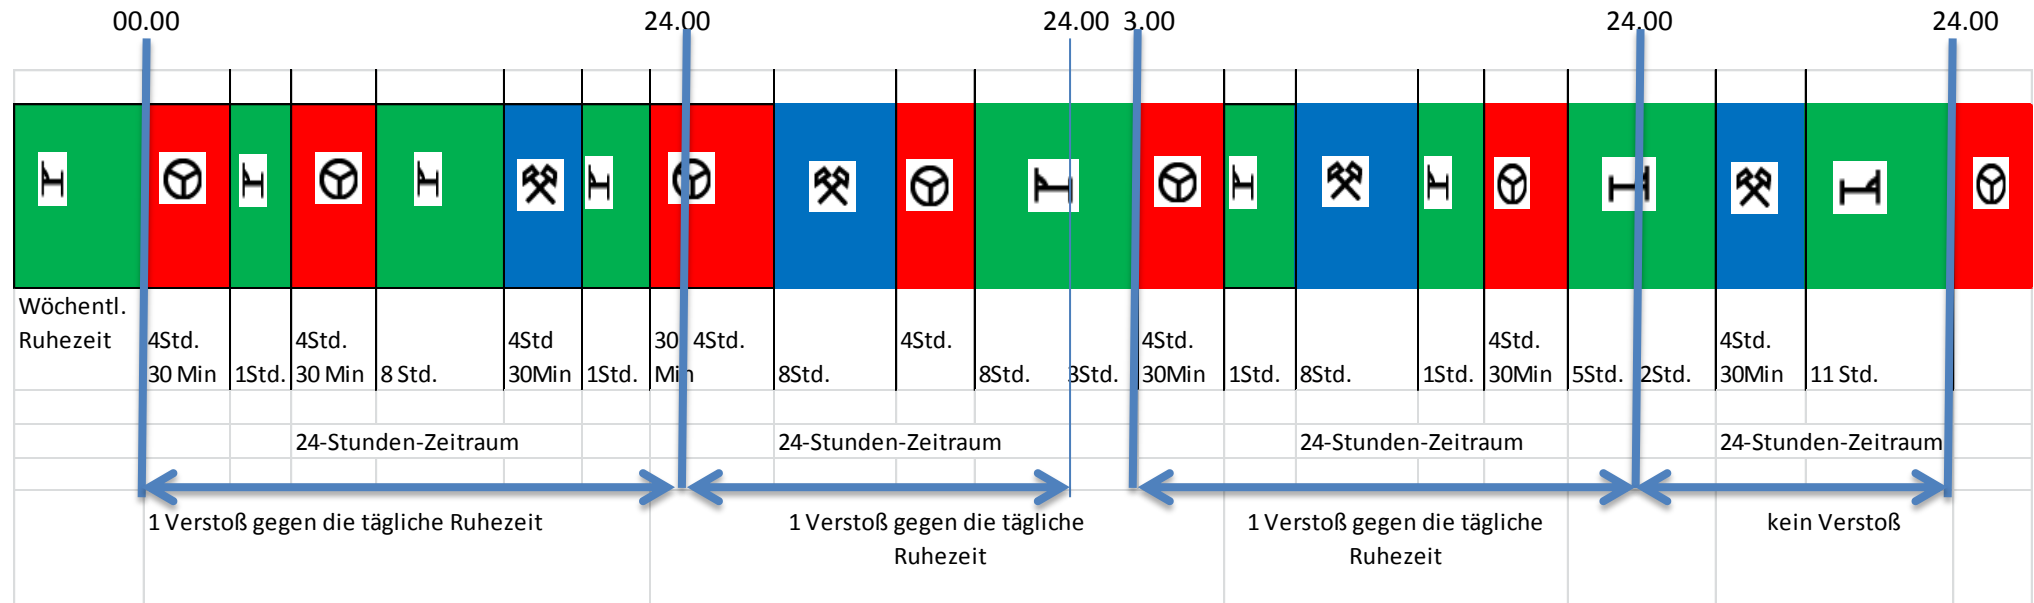 00.00 24.00 24.00 3.00 24.00 24.00
Wöchentl.
Ruhezeit 4Std. 4Std. 4Std 30 4Std. 4Std. 4Std. 4Std. 4Std.
30 Min 1Std. 30 Min 8 Std. 30Min 1Std. Min 8Std. 8Std. 3Std. 30Min 1Std. 8Std. 1Std. 30Min 5Std. 2Std. 30Min 11 Std.
24-Stunden-Zeitraum 24-Stunden-Zeitraum 24-Stunden-Zeitraum 24-Stunden-Zeitraum
1 Verstoß gegen die tägliche Ruhezeit 1 Verstoß gegen die tägliche 1 Verstoß gegen die tägliche kein Verstoß
Ruhezeit Ruhezeit